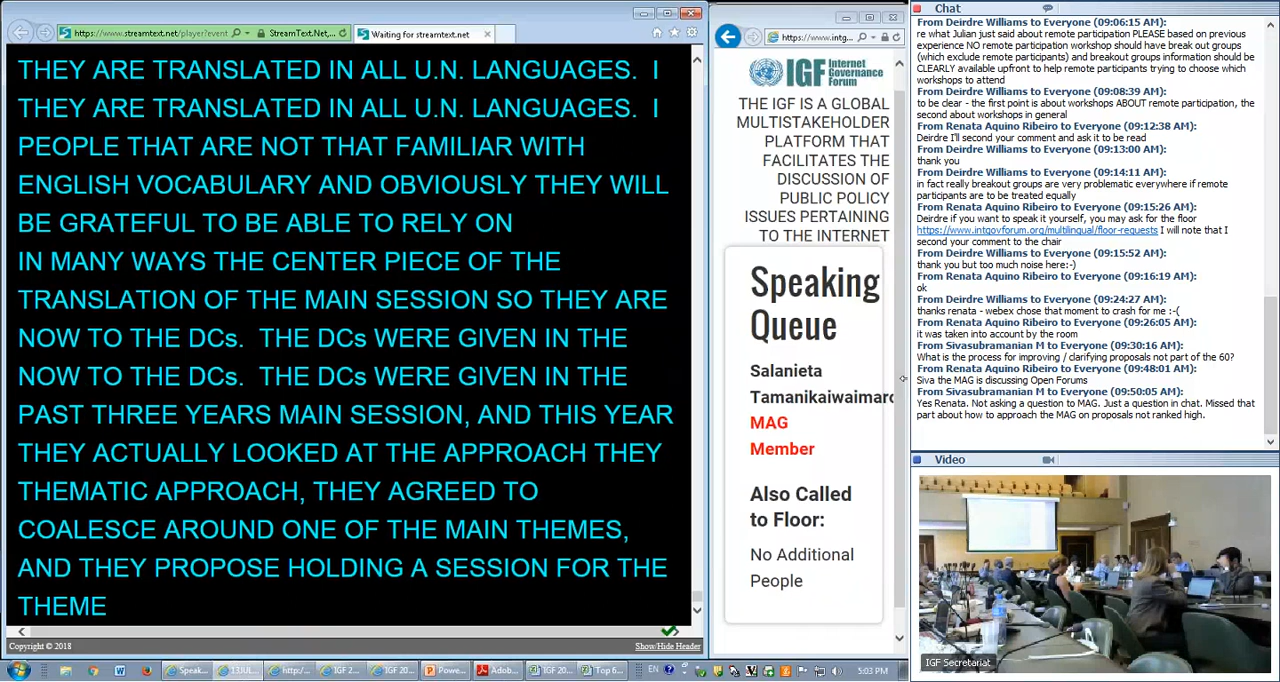 https://www.streamtext.net/player?event
StreamText.Net,...
Waiting for streamtext.net
THEY ARE TRANSLATED IN ALL U.N. LANGUAGES.  I
THEY ARE TRANSLATED IN ALL U.N. LANGUAGES.  I
PEOPLE THAT ARE NOT THAT FAMILIAR WITH
ENGLISH VOCABULARY AND OBVIOUSLY THEY WILL
BE GRATEFUL TO BE ABLE TO RELY ON
IN MANY WAYS THE CENTER PIECE OF THE
TRANSLATION OF THE MAIN SESSION SO THEY ARE
NOW TO THE DCs.  THE DCs WERE GIVEN IN THE
NOW TO THE DCs.  THE DCs WERE GIVEN IN THE
PAST THREE YEARS MAIN SESSION, AND THIS YEAR
THEY ACTUALLY LOOKED AT THE APPROACH THEY
THEMATIC APPROACH, THEY AGREED TO
COALESCE AROUND ONE OF THE MAIN THEMES,
AND THEY PROPOSE HOLDING A SESSION FOR THE
THEME
Copyright © 2018
Show/Hide Header
https://www.intg...
IGF Internet
Governance
Forum
THE IGF IS A GLOBAL
MULTISTAKEHOLDER
PLATFORM THAT
FACILITATES THE
DISCUSSION OF
PUBLIC POLICY
ISSUES PERTAINING
TO THE INTERNET
Speaking
Queue
Salanieta
Tamanikaiwaimaro
MAG
Member
Also Called
to Floor:
No Additional
People
Chat
From Deirdre Williams to Everyone (09:06:15 AM):
re what Julian just said about remote participation PLEASE based on previous
experience NO remote participation workshop should have break out groups
(which exclude remote participants) and breakout groups information should be
CLEARLY available upfront to help remote participants trying to choose which
workshops to attend
From Deirdre Williams to Everyone (09:08:39 AM):
to be clear - the first point is about workshops ABOUT remote participation, the
second about workshops in general
From Renata Aquino Ribeiro to Everyone (09:12:38 AM):
Deirdre I'll second your comment and ask it to be read
From Deirdre Williams to Everyone (09:13:00 AM):
thank you
From Deirdre Williams to Everyone (09:14:11 AM):
in fact really breakout groups are very problematic everywhere if remote
participants are to be treated equally
From Renata Aquino Ribeiro to Everyone (09:15:26 AM):
Deirdre if you want to speak it yourself, you may ask for the floor
https://www.intgovforum.org/multilingual/floor-requests I will note that I
second your comment to the chair
From Deirdre Williams to Everyone (09:15:52 AM):
thank you but too much noise here:-)
From Renata Aquino Ribeiro to Everyone (09:16:19 AM):
ok
From Deirdre Williams to Everyone (09:24:27 AM):
thanks renata - webex chose that moment to crash for me :-(
From Renata Aquino Ribeiro to Everyone (09:26:05 AM):
it was taken into account by the room
From Sivasubramanian M to Everyone (09:30:16 AM):
What is the process for improving / clarifying proposals not part of the 60?
From Renata Aquino Ribeiro to Everyone (09:48:01 AM):
Siva the MAG is discussing Open Forums
From Sivasubramanian M to Everyone (09:50:05 AM):
Yes Renata. Not asking a question to MAG. Just a question in chat. Missed that
part about how to approach the MAG on proposals not ranked high.
Video
IGF Secretariat
Speak...
13JUL...
http:/...
IGF 2...
IGF 20...
Powe...
Adob...
IGF 20...
Top 6...
EN
5:03 PM